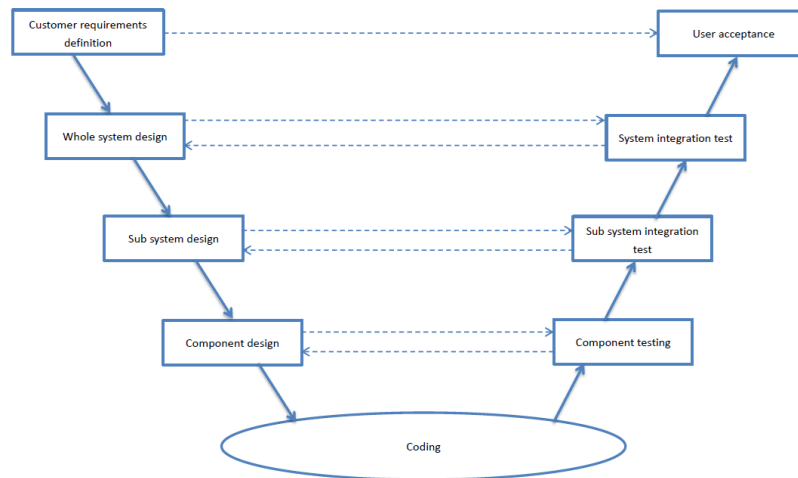 Customer requirements
definition
User acceptance
Whole system design
System integration test
Sub system design
Sub system integration
test
Component design
Component testing
Coding